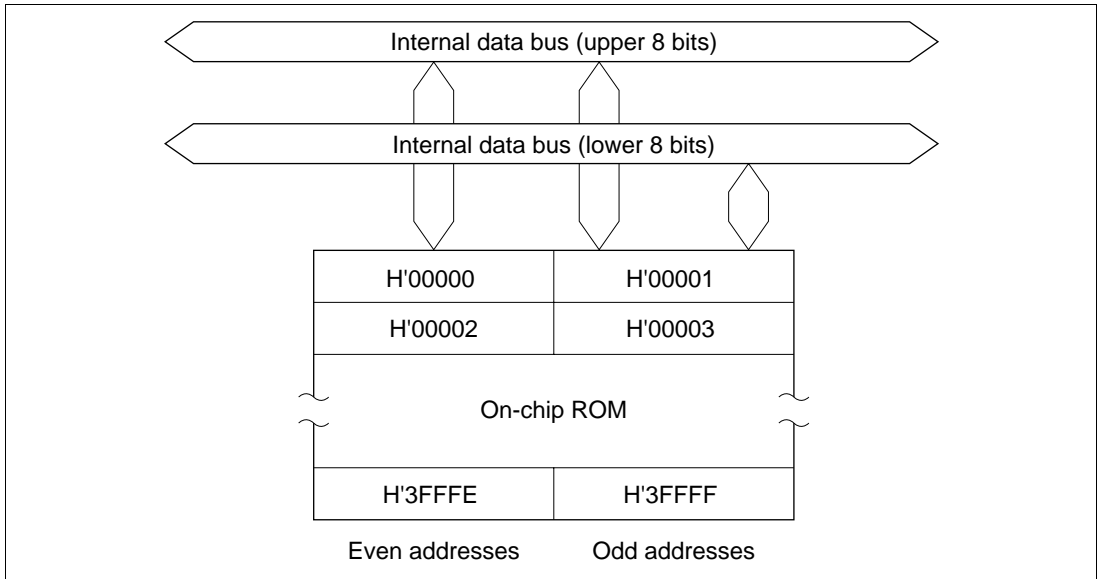 Internal data bus (upper 8 bits)
Internal data bus (lower 8 bits)
H'00000 H'00001
H'00002 H'00003
On-chip ROM
H'3FFFE H'3FFFF
Even addresses Odd addresses